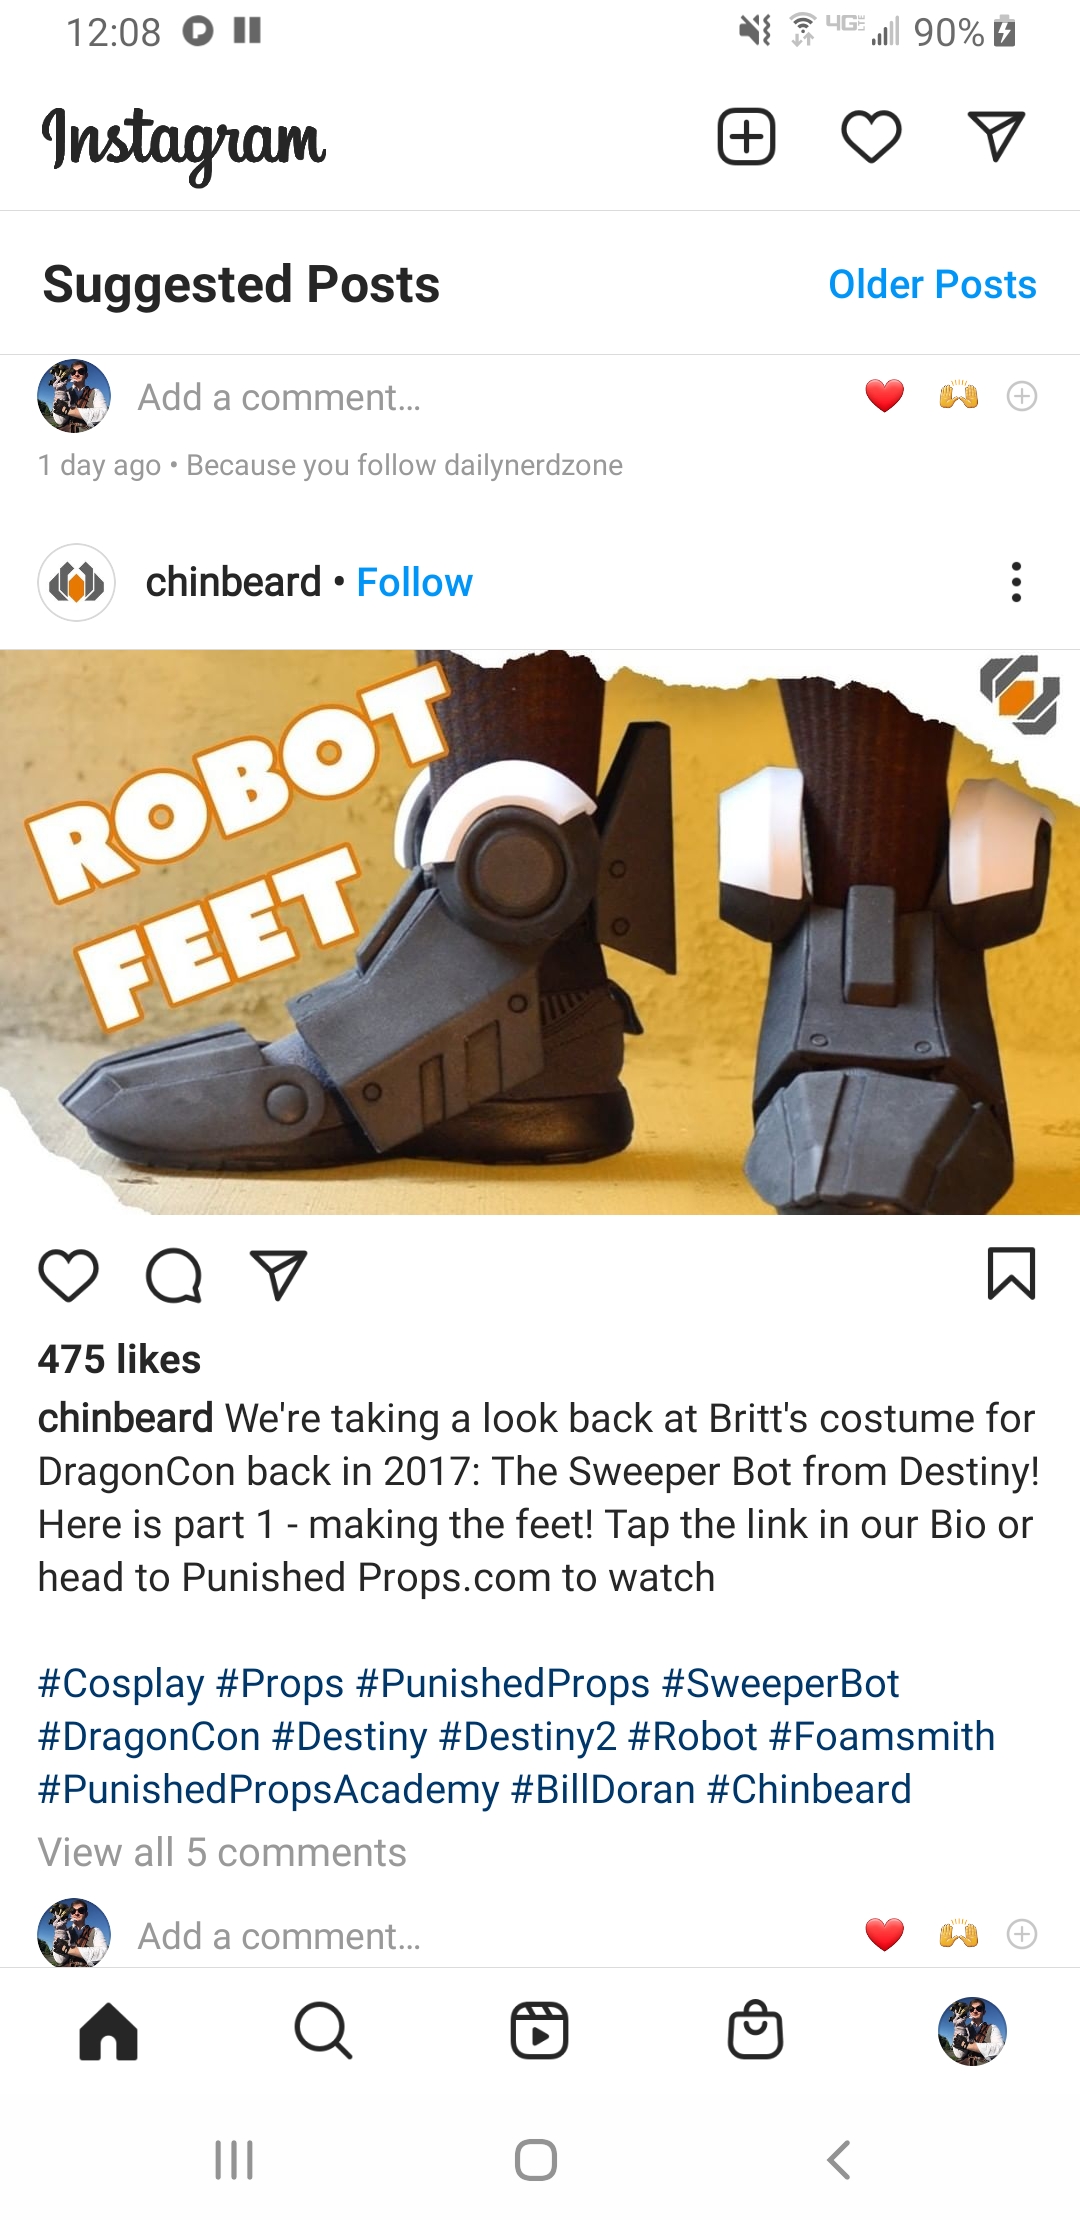 12:08
4G LTE 90%
Instagram
Suggested Posts Older Posts
Add a comment...
1 day ago • Because you follow dailynerdzone
chinbeard • Follow
ROBOT
FEET
475 likes
chinbeard We're taking a look back at Britt's costume for
DragonCon back in 2017: The Sweeper Bot from Destiny!
Here is part 1 - making the feet! Tap the link in our Bio or
head to Punished Props.com to watch
#Cosplay #Props #PunishedProps #SweeperBot
#DragonCon #Destiny #Destiny2 #Robot #Foamsmith
#PunishedPropsAcademy #BillDoran #Chinbeard
View all 5 comments
Add a comment...